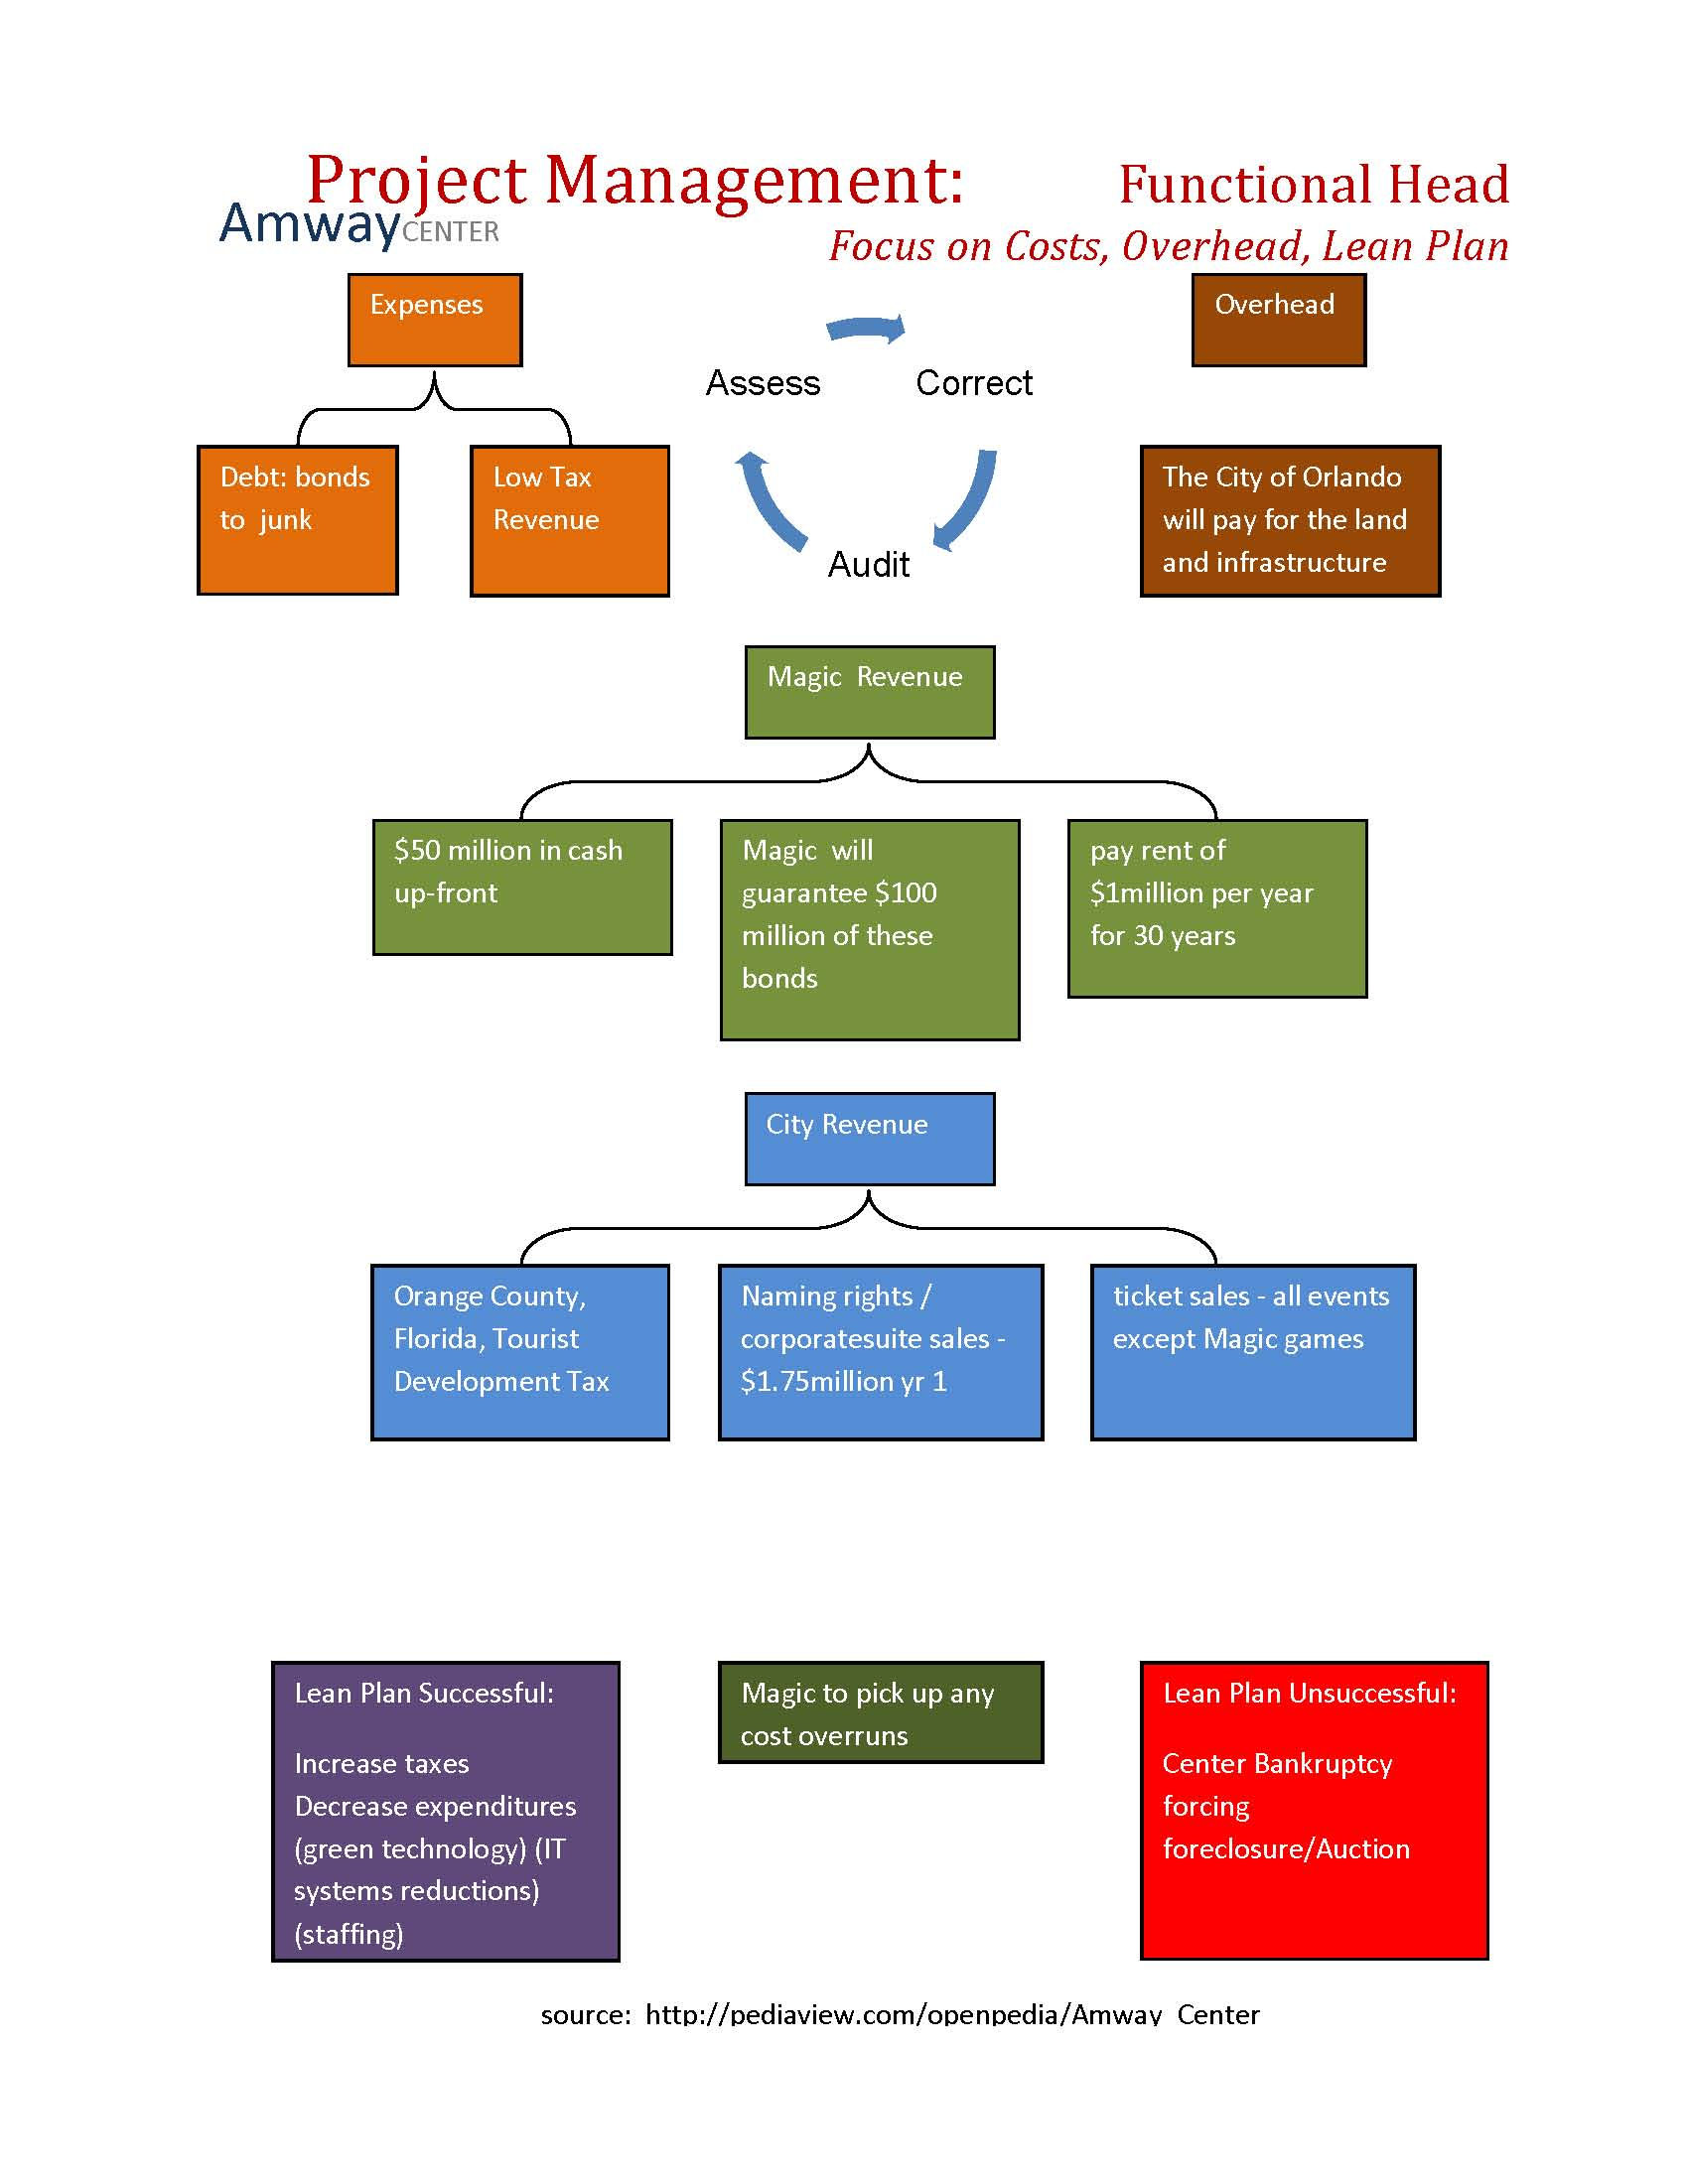 Project Management: Functional Head
AmwayCENTER
Focus on Costs, Overhead, Lean Plan
Expenses
Overhead
Assess
Correct
Audit
Debt: bonds
to  junk
Low Tax
Revenue
The City of Orlando
will pay for the land
and infrastructure
Magic  Revenue
$50 million in cash
up-front
Magic  will
guarantee $100
million of these
bonds
pay rent of
$1million per year
for 30 years
City Revenue
Orange County,
Florida, Tourist
Development Tax
Naming rights /
corporatesuite sales -
$1.75million yr 1
ticket sales - all events
except Magic games
Lean Plan Successful:
Increase taxes
Decrease expenditures
(green technology) (IT
systems reductions)
(staffing)
Magic to pick up any
cost overruns
Lean Plan Unsuccessful:
Center Bankruptcy
forcing
foreclosure/Auction
source:  http://pediaview.com/openpedia/Amway_Center